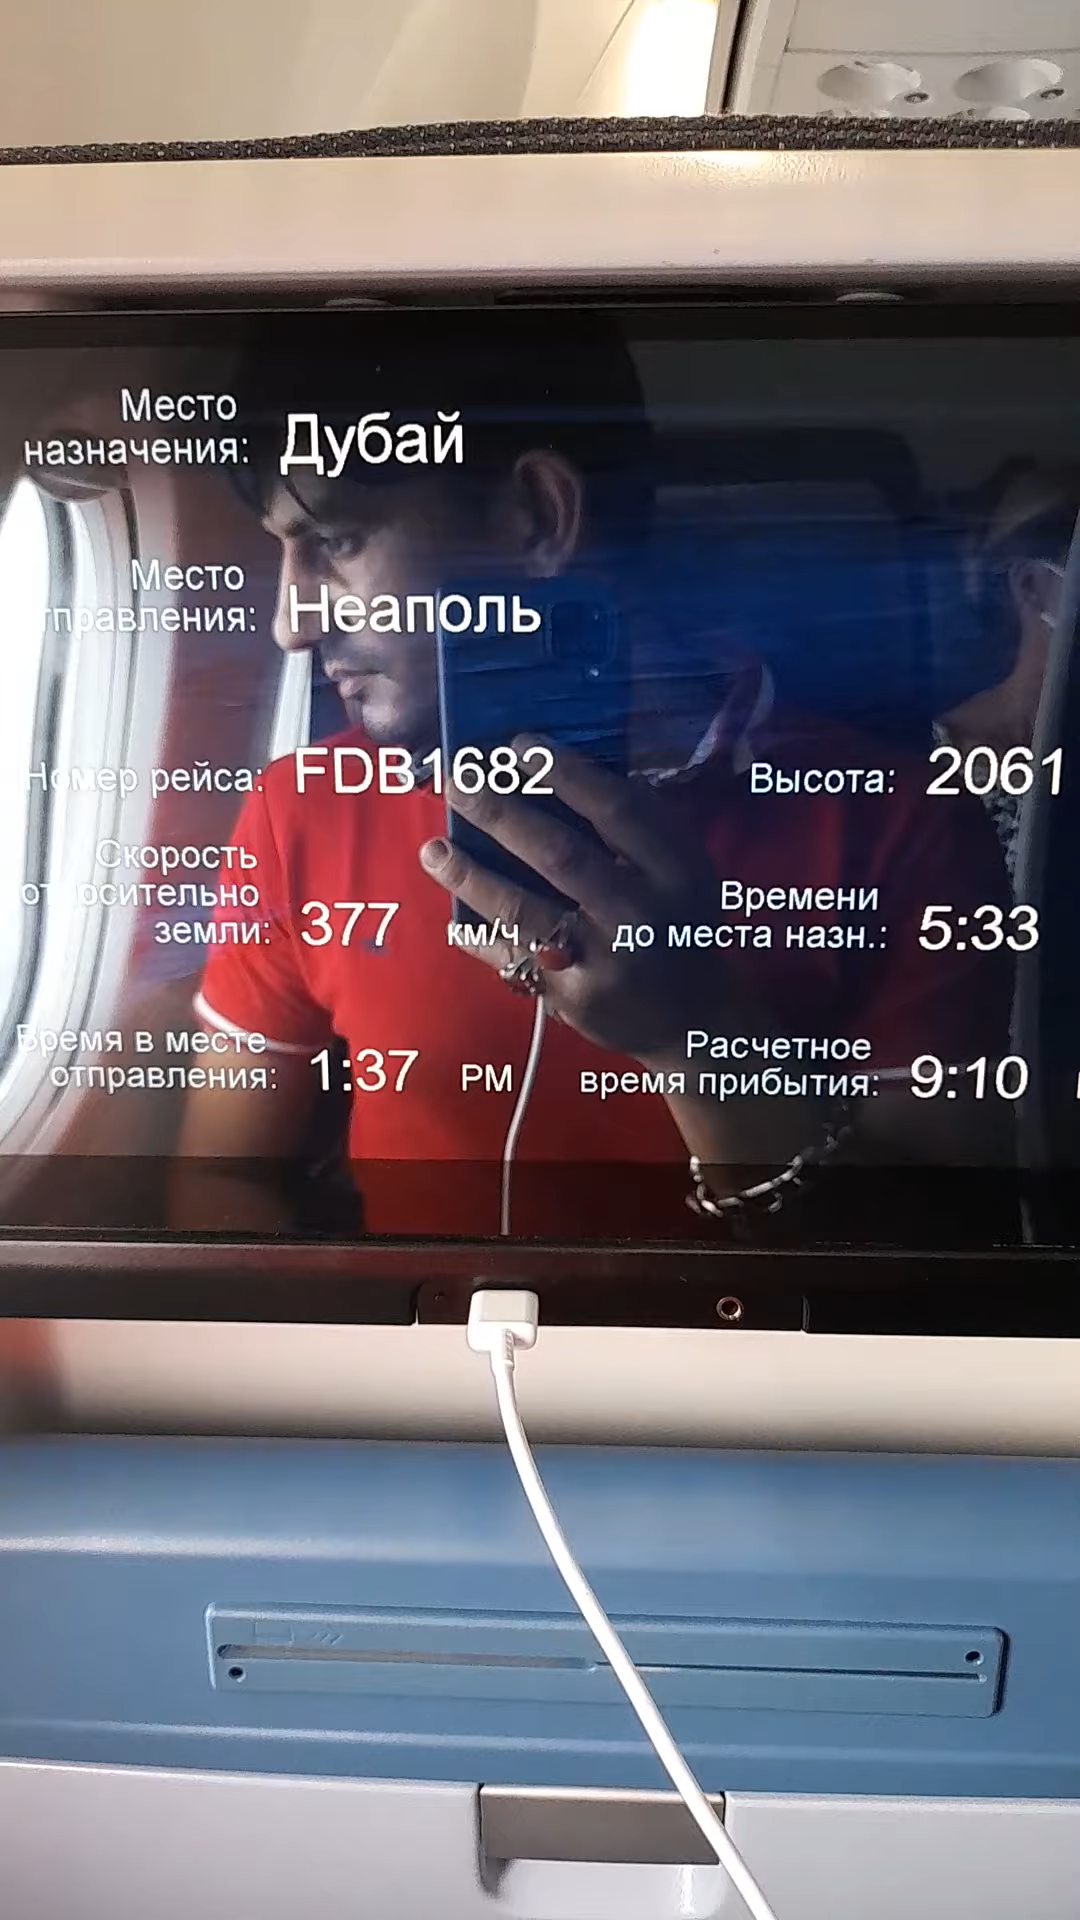 Место
назначения: Дубай
Место
тправления: Неаполь
Номер рейса: FDB1682 Высота: 2061
Скорость
относительно
земли: 377 км/ч
Времени
до места назн.: 5:33
Время в месте
отправления: 1:37 PM
Расчетное
время прибытия: 9:10